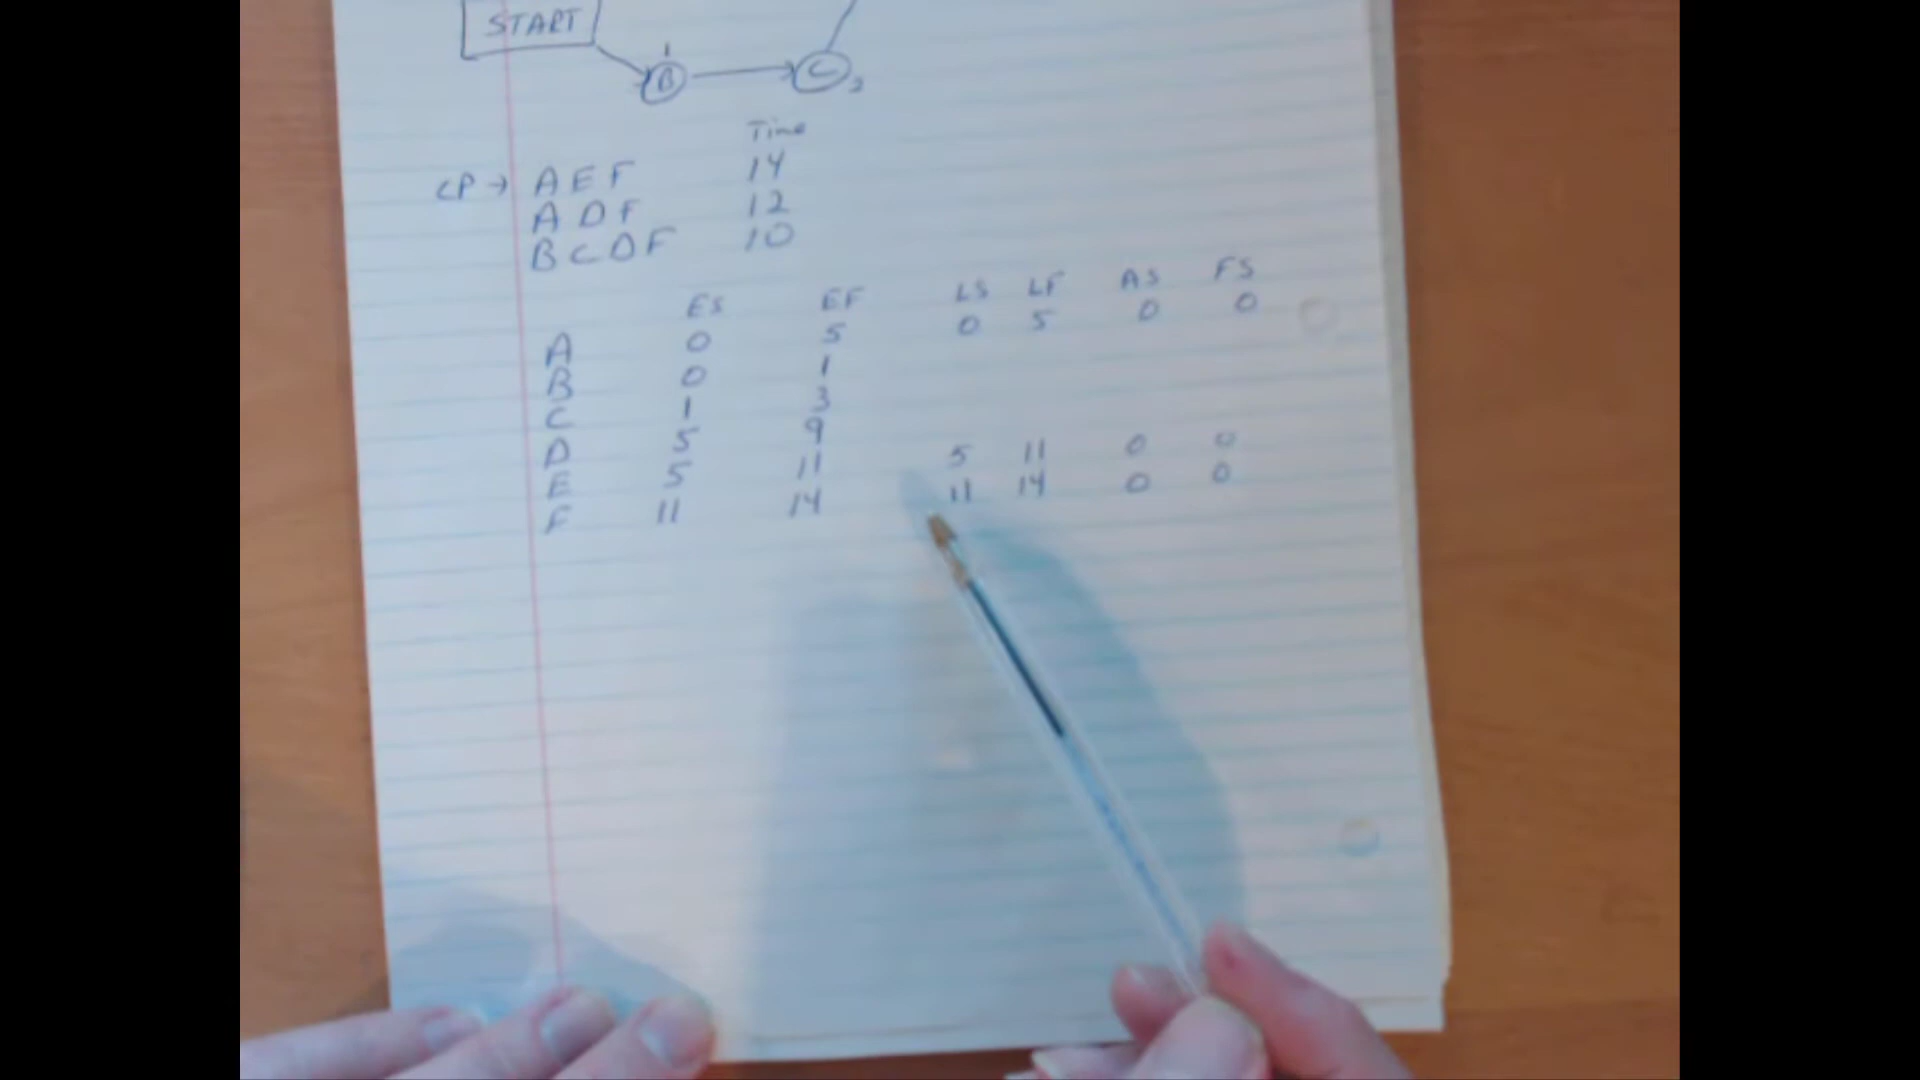 START
1
B C 2
Time
CP → A E F 14
A D F 12
B C D F 10
ES EF LS LF AS FS
A 0 5 0 5 0 0
B 0 1
C 1 3
D 5 9
E 5 11 5 11 0 0
F 11 14 11 14 0 0